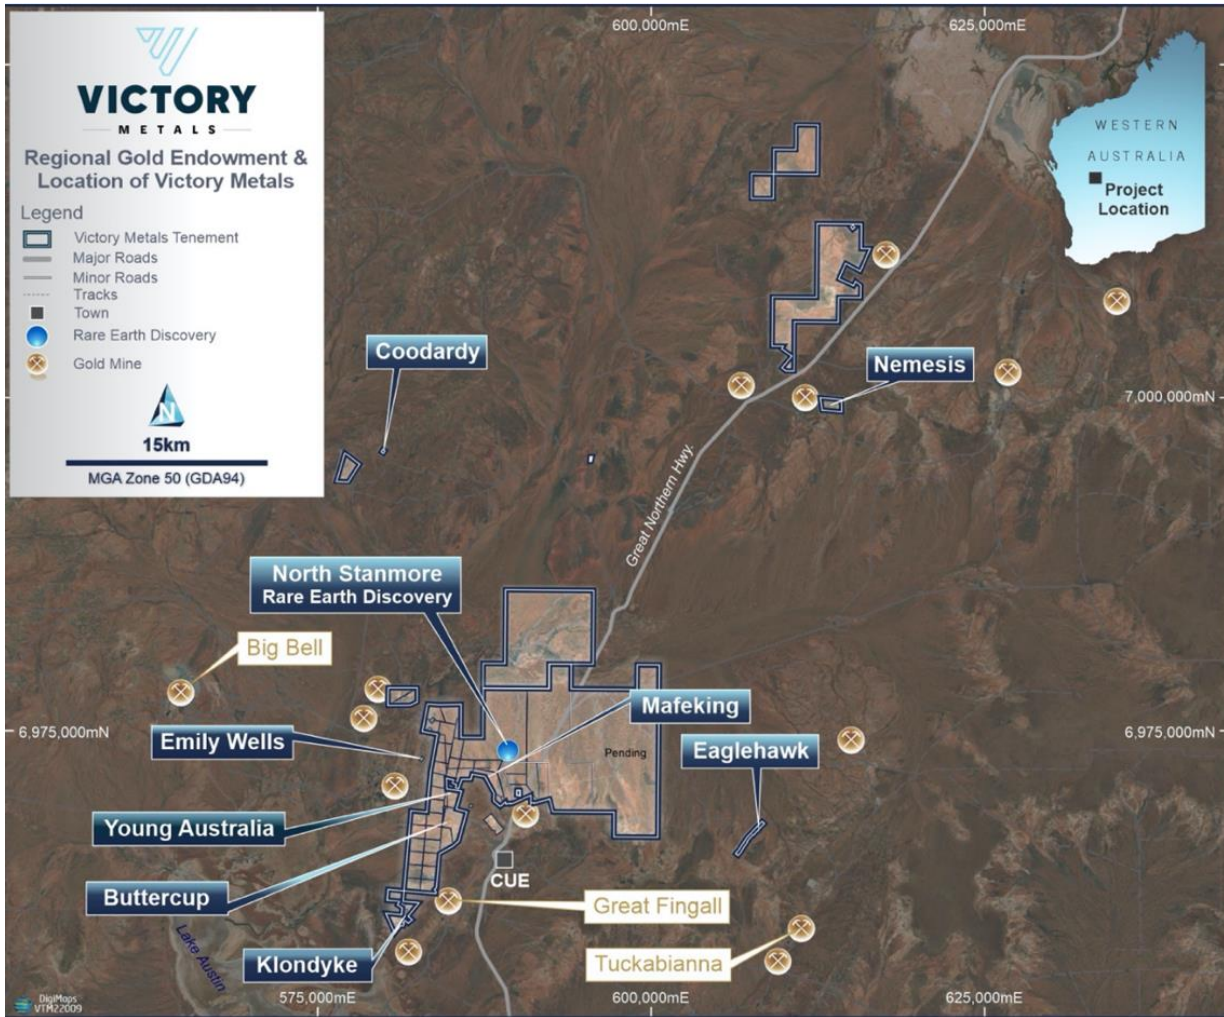 600,000mE
625,000mE
VICTORY
METALS
Regional Gold Endowment &
Location of Victory Metals
Legend
Victory Metals Tenement
Major Roads
Minor Roads
Tracks
Town
Rare Earth Discovery
Gold Mine
N
15km
MGA Zone 50 (GDA94)
WESTERN
AUSTRALIA
Project
Location
Coodardy
Nemesis
7,000,000mN
Great Northern Hwy.
North Stanmore
Rare Earth Discovery
Big Bell
Mafeking
6,975,000mN
Emily Wells
Pending
Eaglehawk
6,975,000mN
Young Australia
CUE
Buttercup
Great Fingall
Lake Austin
Klondyke
Tuckabianna
DigiMaps
VTM22009
575,000mE
600,000mE
625,000mE